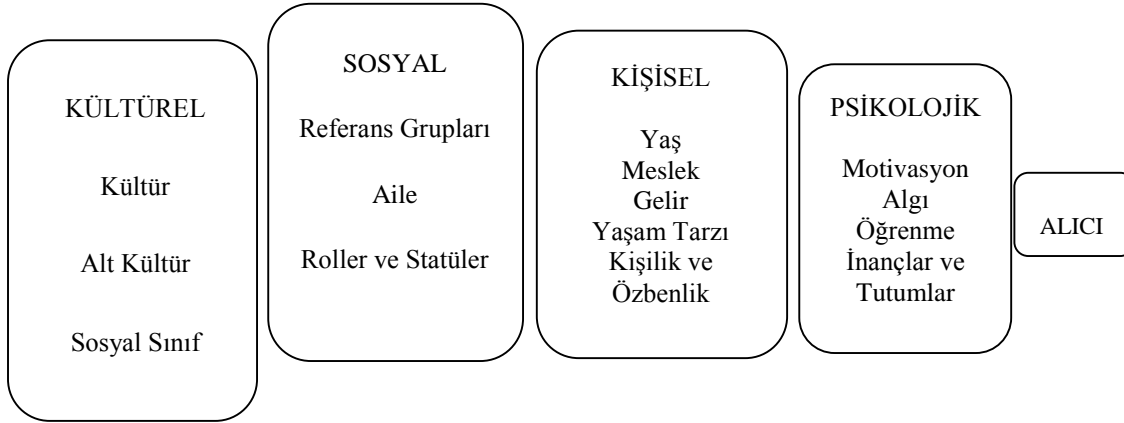 KÜLTÜREL
Kültür
Alt Kültür
Sosyal Sınıf
SOSYAL
Referans Grupları
Aile
Roller ve Statüler
KİŞİSEL
Yaş
Meslek
Gelir
Yaşam Tarzı
Kişilik ve
Özbenlik
PSİKOLOJİK
Motivasyon
Algı
Öğrenme
İnançlar ve
Tutumlar
ALICI